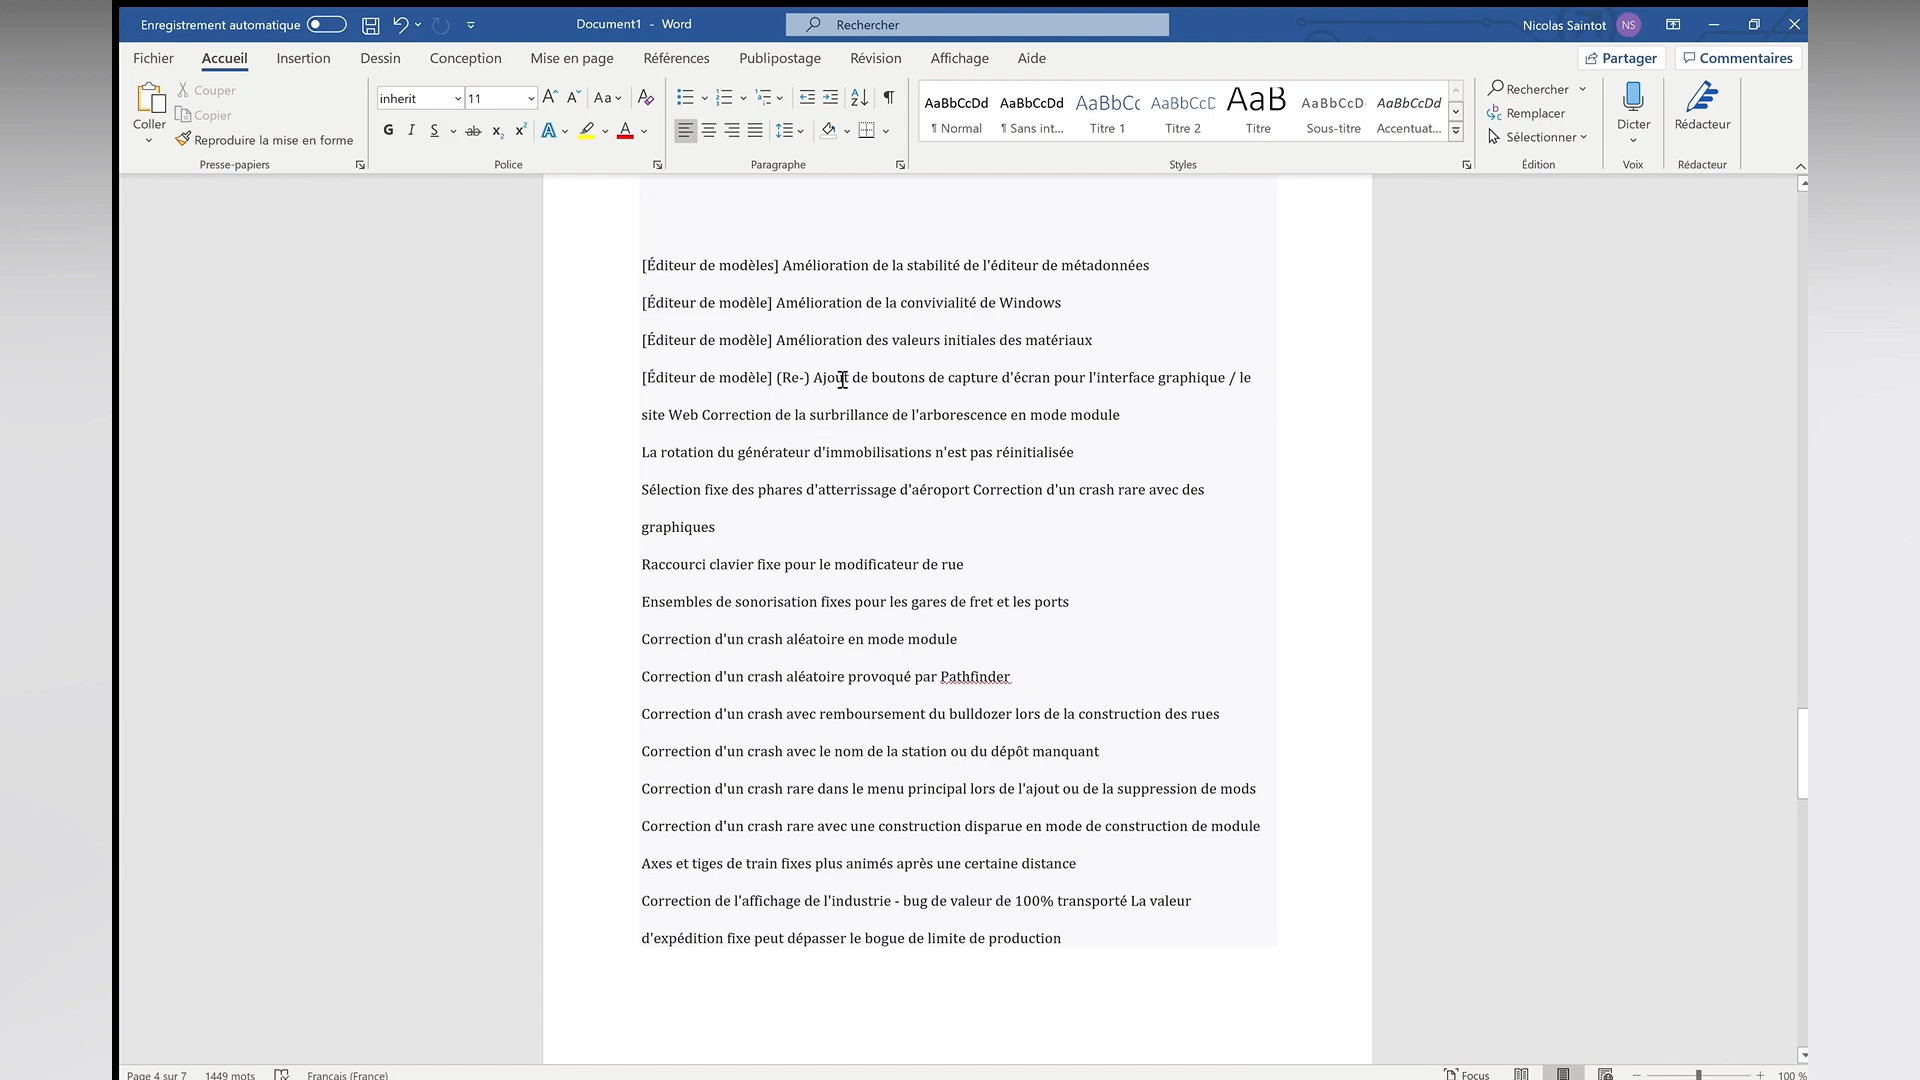 Enregistrement automatique
Document1 - Word
Rechercher
Nicolas Saintot NS
Fichier Accueil Insertion Dessin Conception Mise en page Références Publipostage Révision Affichage Aide
Partager Commentaires
Coller
Couper
Copier
Reproduire la mise en forme
Presse-papiers
inherit 11
Aa
G I S ab x₂ x²
Police
Paragraphe
AaBbCcDd AaBbCcDd AaBbCc AaBbCcD AaB AaBbCcD AaBbCcDd
¶ Normal ¶ Sans int... Titre 1 Titre 2 Titre Sous-titre Accentuat...
Styles
Rechercher
Remplacer
Sélectionner
Édition
Dicter
Voix
Rédacteur
Rédacteur
[Éditeur de modèles] Amélioration de la stabilité de l'éditeur de métadonnées
[Éditeur de modèle] Amélioration de la convivialité de Windows
[Éditeur de modèle] Amélioration des valeurs initiales des matériaux
[Éditeur de modèle] (Re-) Ajout de boutons de capture d'écran pour l'interface graphique / le
site Web Correction de la surbrillance de l'arborescence en mode module
La rotation du générateur d'immobilisations n'est pas réinitialisée
Sélection fixe des phares d'atterrissage d'aéroport Correction d'un crash rare avec des
graphiques
Raccourci clavier fixe pour le modificateur de rue
Ensembles de sonorisation fixes pour les gares de fret et les ports
Correction d'un crash aléatoire en mode module
Correction d'un crash aléatoire provoqué par Pathfinder
Correction d'un crash avec remboursement du bulldozer lors de la construction des rues
Correction d'un crash avec le nom de la station ou du dépôt manquant
Correction d'un crash rare dans le menu principal lors de l'ajout ou de la suppression de mods
Correction d'un crash rare avec une construction disparue en mode de construction de module
Axes et tiges de train fixes plus animés après une certaine distance
Correction de l'affichage de l'industrie - bug de valeur de 100% transporté La valeur
d'expédition fixe peut dépasser le bogue de limite de production
Page 4 sur 7 1449 mots Français (France) Focus 100 %